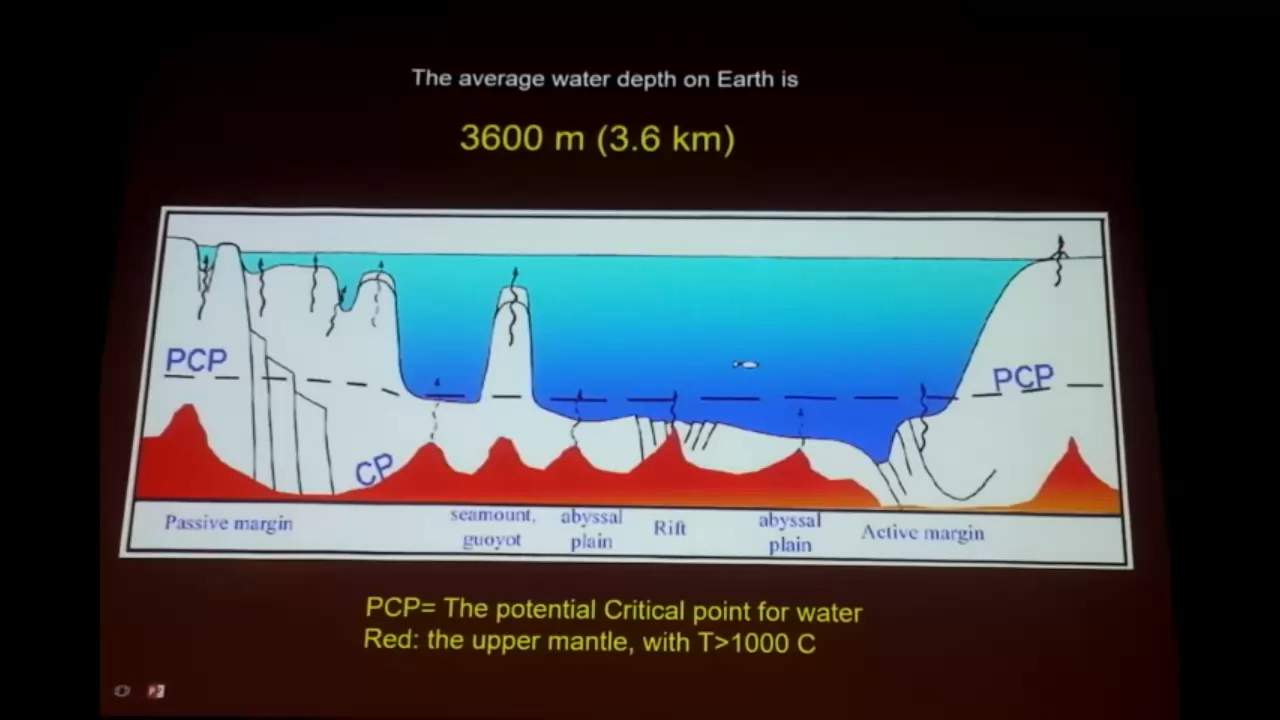 The average water depth on Earth is
3600 m (3.6 km)
PCP
PCP
CP
Passive margin
seamount, guoyot
abyssal plain
Rift
abyssal plain
Active margin
PCP= The potential Critical point for water
Red: the upper mantle, with T>1000 C